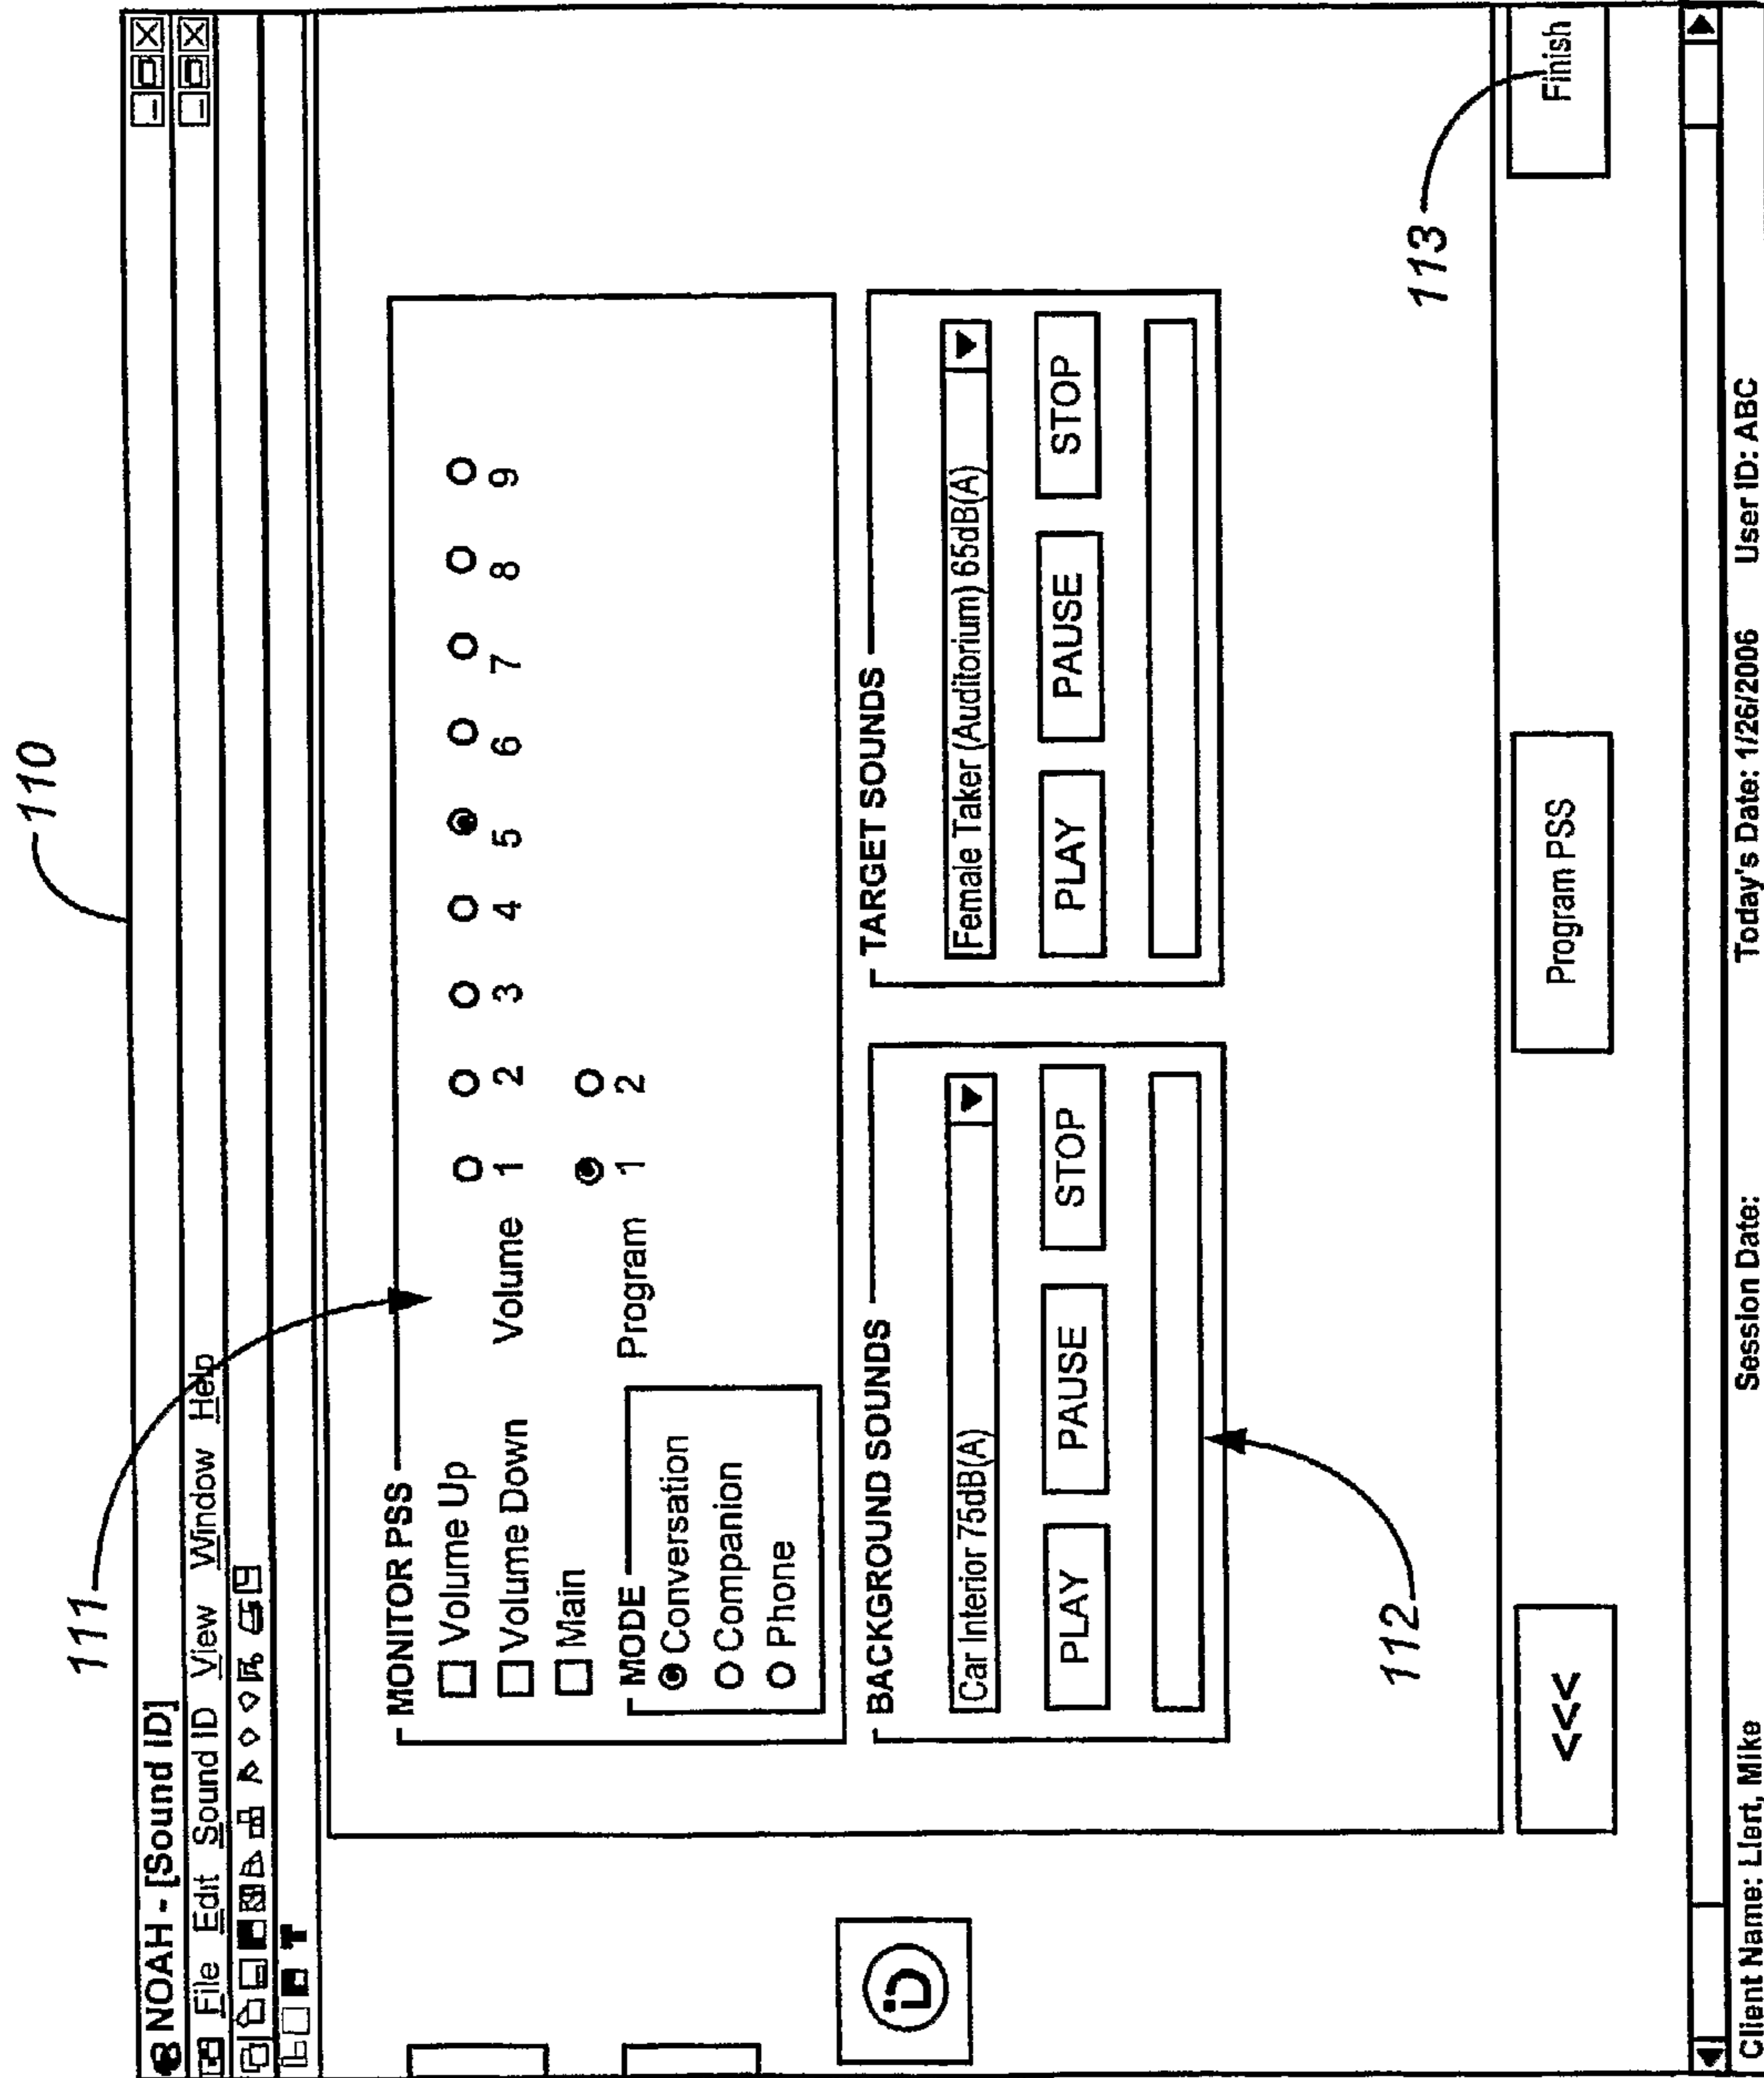 110
111
NOAH - [Sound ID]
File Edit Sound ID View Window Help
MONITOR PSS
Volume Up
Volume Down
Main
Volume 1 2 3 4 5 6 7 8 9
Program 1 2
MODE
Conversation
Companion
Phone
BACKGROUND SOUNDS
Car Interior 75dB(A)
PLAY PAUSE STOP
TARGET SOUNDS
Female Taker (Auditorium) 65dB(A)
PLAY PAUSE STOP
112
113
iD
<<<
Program PSS
Finish
Client Name: Llert, Mike Session Date: Today's Date: 1/26/2006 User ID: ABC